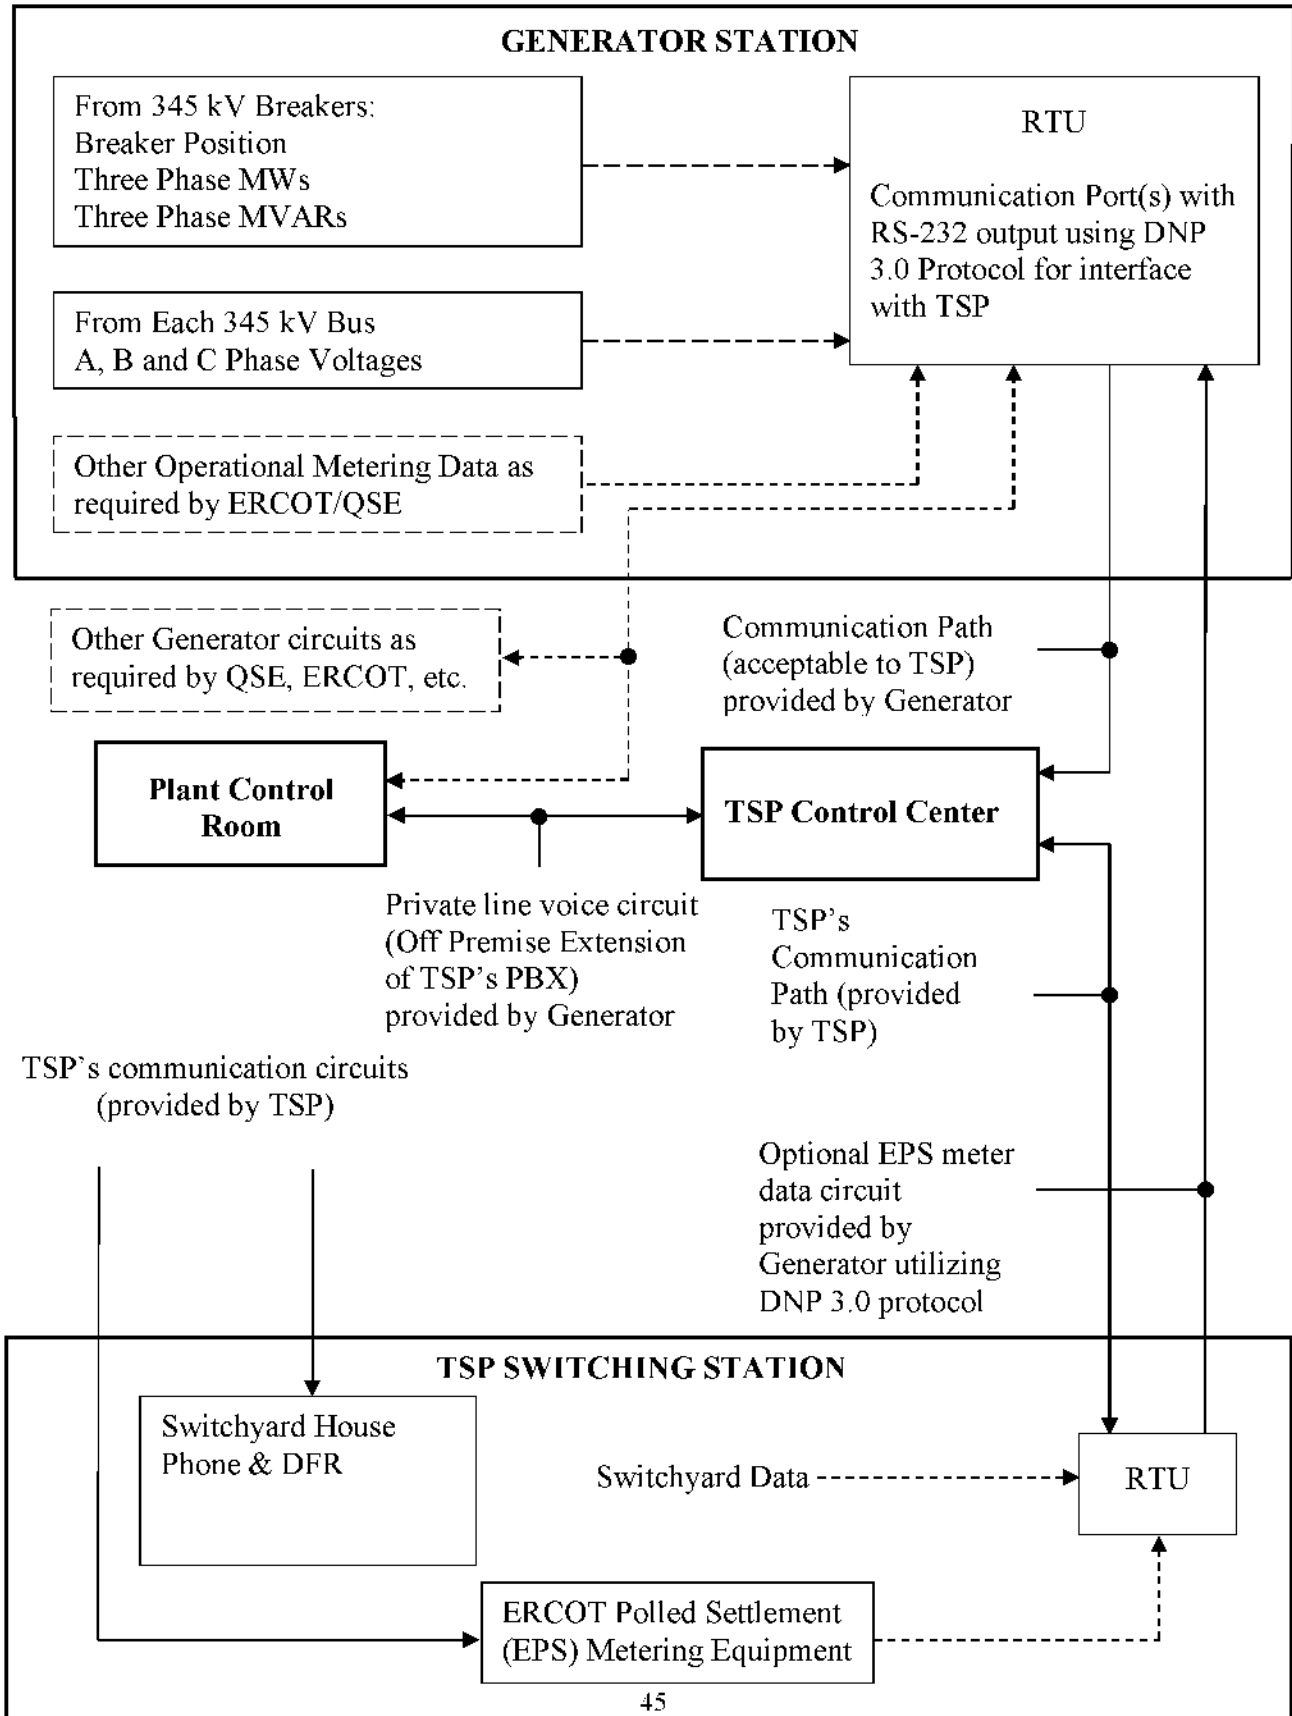 GENERATOR STATION
From 345 kV Breakers:
Breaker Position
Three Phase MWs
Three Phase MVARs
RTU
Communication Port(s) with
RS-232 output using DNP
3.0 Protocol for interface
with TSP
From Each 345 kV Bus
A, B and C Phase Voltages
Other Operational Metering Data as
required by ERCOT/QSE
Other Generator circuits as
required by QSE, ERCOT, etc.
Communication Path
(acceptable to TSP)
provided by Generator
Plant Control
Room
TSP Control Center
Private line voice circuit
(Off Premise Extension
of TSP's PBX)
provided by Generator
TSP's
Communication
Path (provided
by TSP)
TSP's communication circuits
(provided by TSP)
Optional EPS meter
data circuit
provided by
Generator utilizing
DNP 3.0 protocol
TSP SWITCHING STATION
Switchyard House
Phone & DFR
Switchyard Data
RTU
ERCOT Polled Settlement
(EPS) Metering Equipment
45